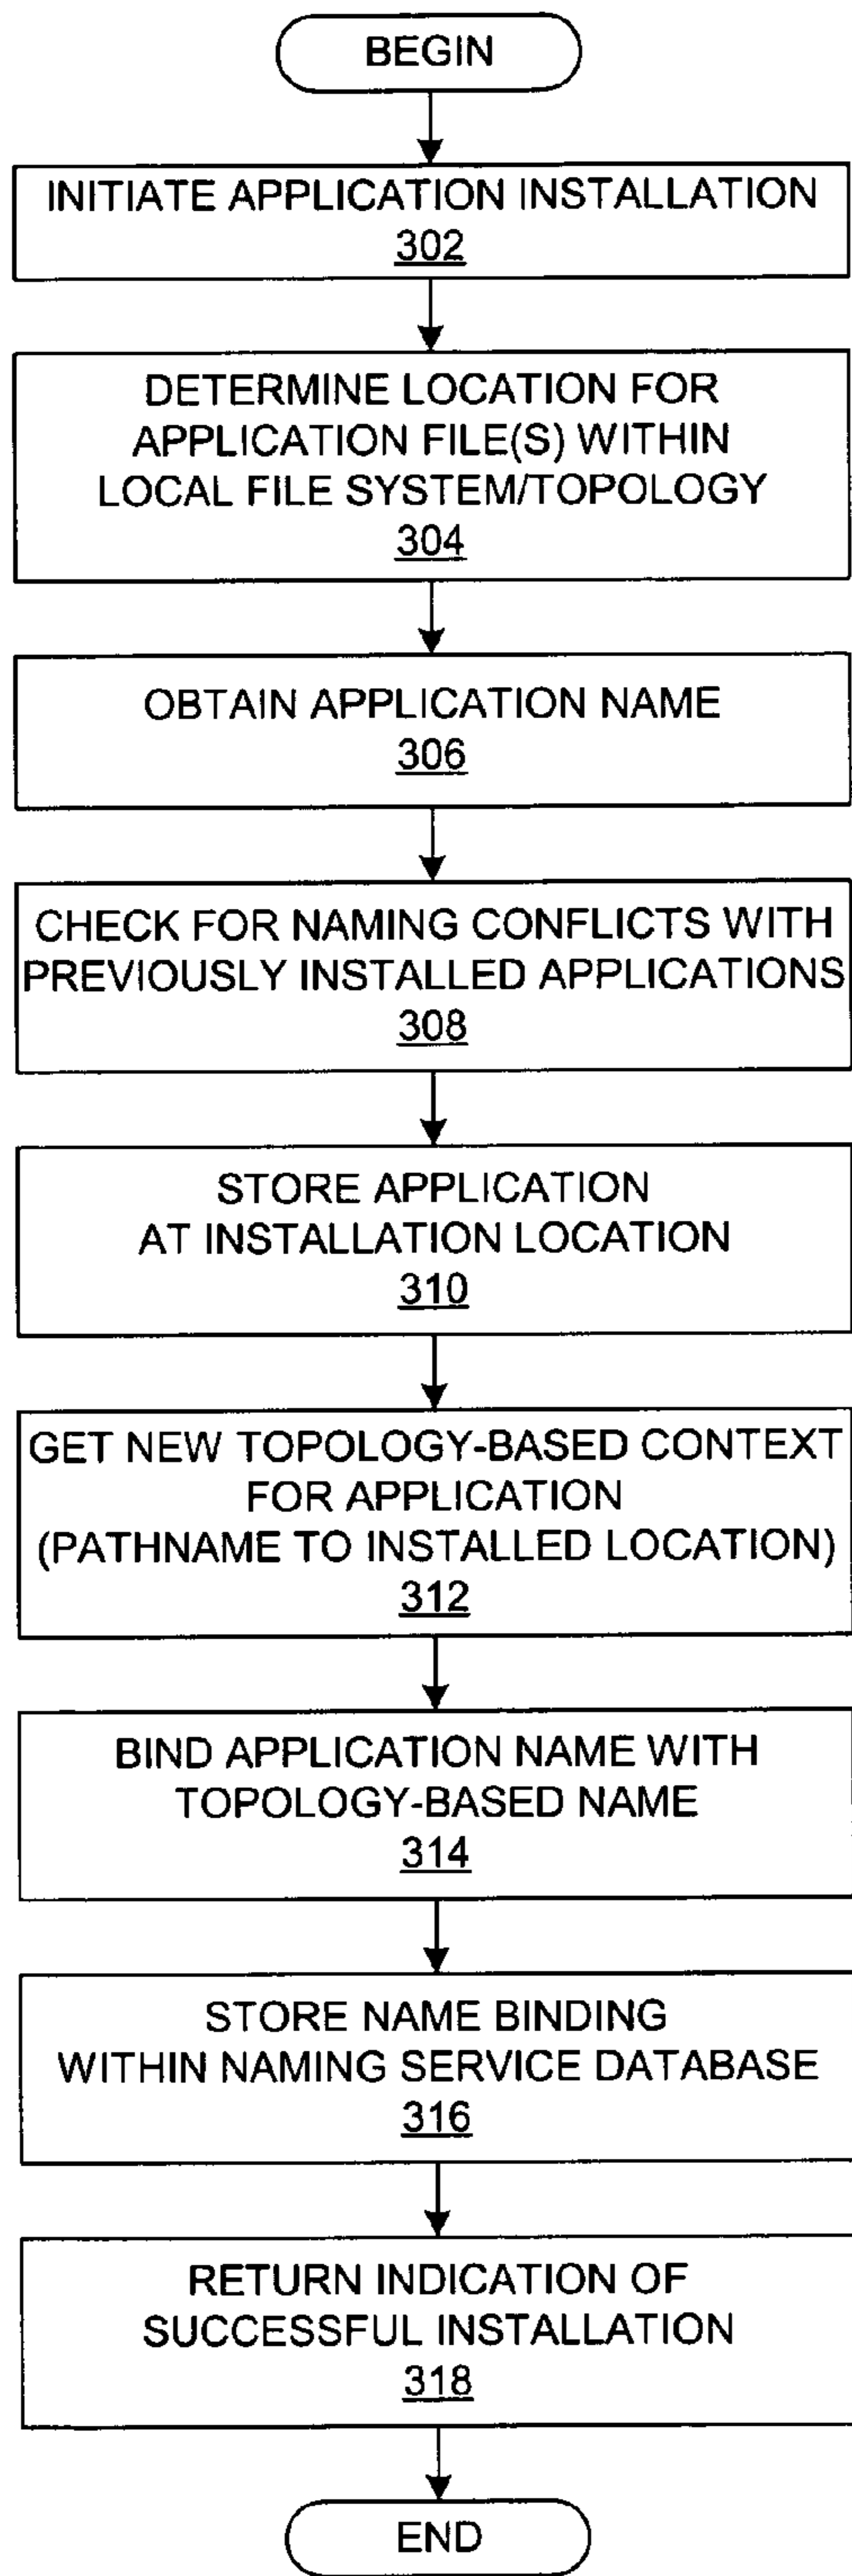 BEGIN
INITIATE APPLICATION INSTALLATION
302
DETERMINE LOCATION FOR
APPLICATION FILE(S) WITHIN
LOCAL FILE SYSTEM/TOPOLOGY
304
OBTAIN APPLICATION NAME
306
CHECK FOR NAMING CONFLICTS WITH
PREVIOUSLY INSTALLED APPLICATIONS
308
STORE APPLICATION
AT INSTALLATION LOCATION
310
GET NEW TOPOLOGY-BASED CONTEXT
FOR APPLICATION
(PATHNAME TO INSTALLED LOCATION)
312
BIND APPLICATION NAME WITH
TOPOLOGY-BASED NAME
314
STORE NAME BINDING
WITHIN NAMING SERVICE DATABASE
316
RETURN INDICATION OF
SUCCESSFUL INSTALLATION
318
END